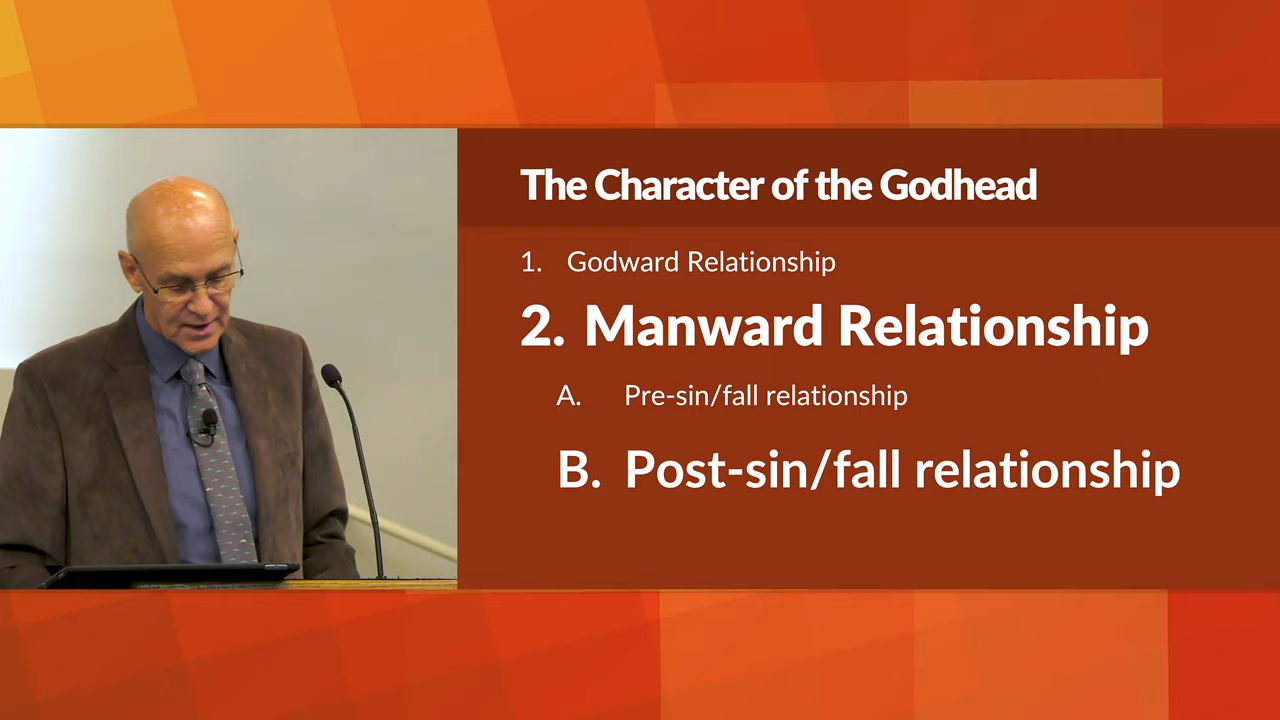 The Character of the Godhead
1. Godward Relationship
2. Manward Relationship
A. Pre-sin/fall relationship
B. Post-sin/fall relationship